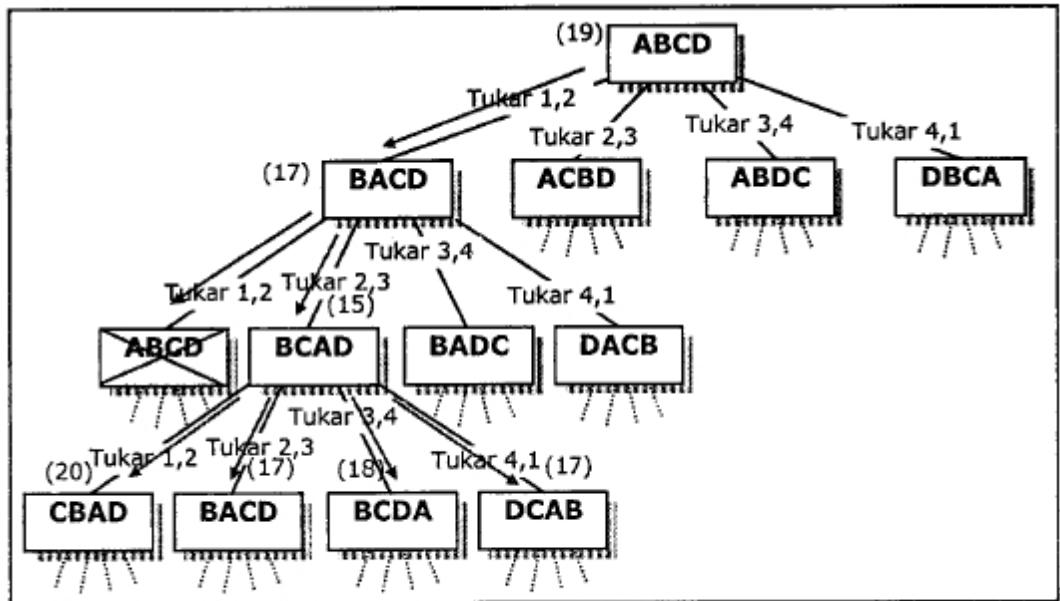 (19) ABCD
Tukar 1,2
Tukar 2,3
Tukar 3,4
Tukar 4,1
(17) BACD ACBD ABDC DBCA
Tukar 1,2
Tukar 2,3
Tukar 3,4
Tukar 4,1
(15)
ABCD BCAD BADC DACB
Tukar 1,2
Tukar 2,3
Tukar 3,4
Tukar 4,1
(20) (17) (18) (17)
CBAD BACD BCDA DCAB